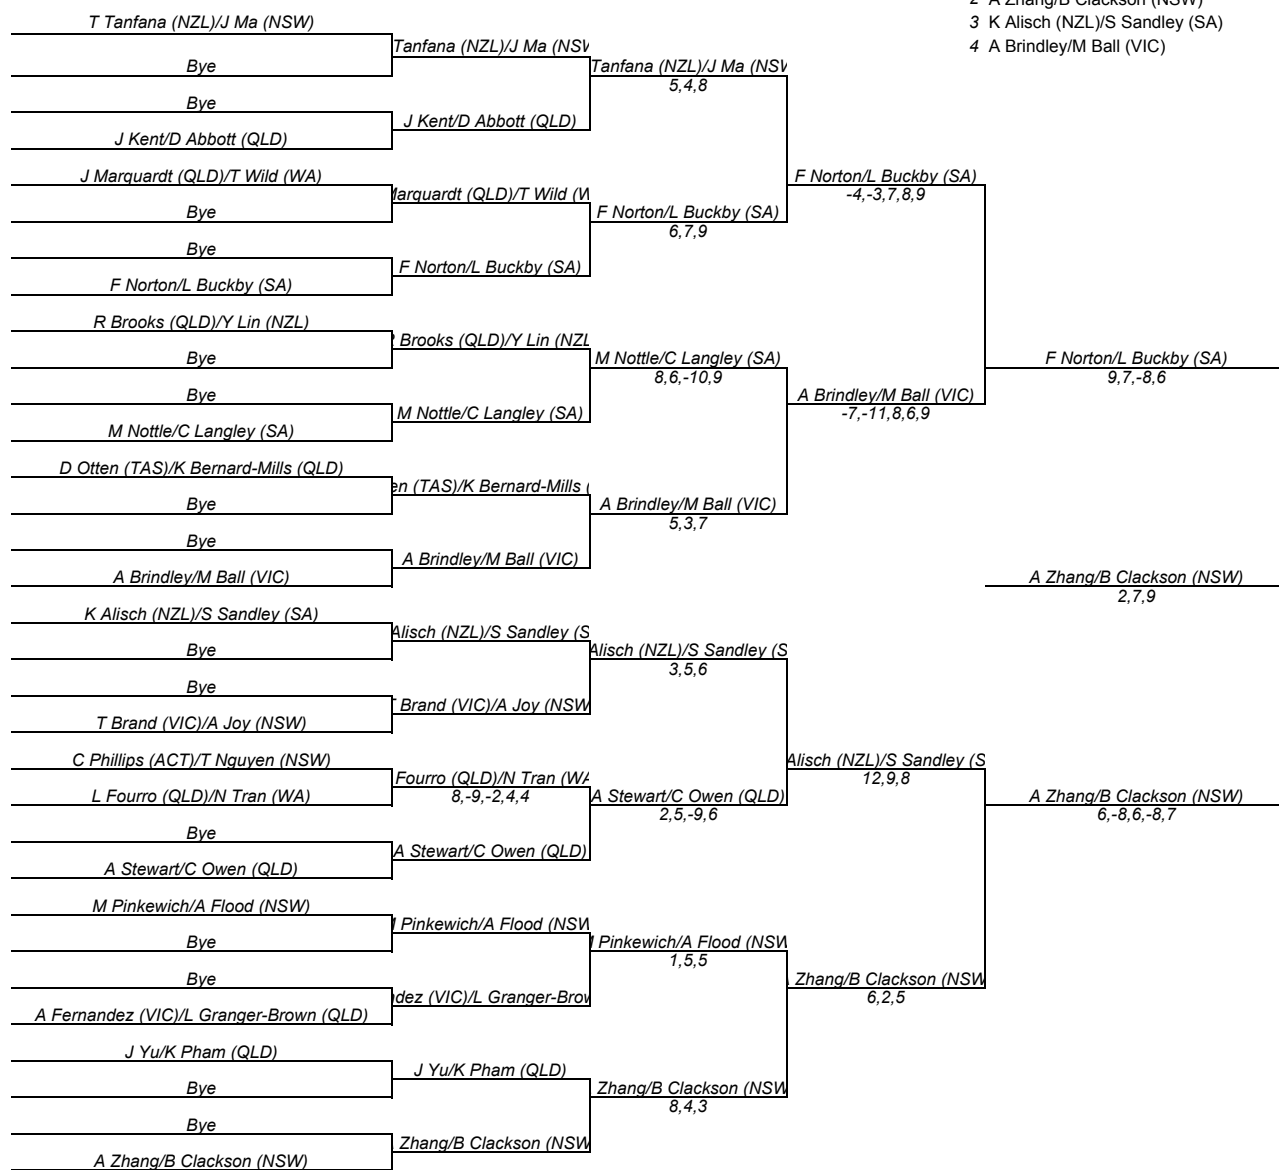 2 A Zhang/B Clackson (NSW)
3 K Alisch (NZL)/S Sandley (SA)
4 A Brindley/M Ball (VIC)
T Tanfana (NZL)/J Ma (NSW)
Tanfana (NZL)/J Ma (NSW
Bye
Tanfana (NZL)/J Ma (NSW
5,4,8
Bye
J Kent/D Abbott (QLD)
J Kent/D Abbott (QLD)
J Marquardt (QLD)/T Wild (WA)
F Norton/L Buckby (SA)
-4,-3,7,8,9
Marquardt (QLD)/T Wild (W
Bye
F Norton/L Buckby (SA)
6,7,9
Bye
F Norton/L Buckby (SA)
F Norton/L Buckby (SA)
R Brooks (QLD)/Y Lin (NZL)
Brooks (QLD)/Y Lin (NZL
Bye
M Nottle/C Langley (SA)
8,6,-10,9
F Norton/L Buckby (SA)
9,7,-8,6
Bye
A Brindley/M Ball (VIC)
-7,-11,8,6,9
M Nottle/C Langley (SA)
M Nottle/C Langley (SA)
D Otten (TAS)/K Bernard-Mills (QLD)
en (TAS)/K Bernard-Mills (
Bye
A Brindley/M Ball (VIC)
5,3,7
Bye
A Brindley/M Ball (VIC)
A Brindley/M Ball (VIC)
A Zhang/B Clackson (NSW)
2,7,9
K Alisch (NZL)/S Sandley (SA)
Alisch (NZL)/S Sandley (S
Bye
Alisch (NZL)/S Sandley (S
3,5,6
Bye
T Brand (VIC)/A Joy (NSW
T Brand (VIC)/A Joy (NSW)
C Phillips (ACT)/T Nguyen (NSW)
Alisch (NZL)/S Sandley (S
12,9,8
Fourro (QLD)/N Tran (WA
8,-9,-2,4,4
L Fourro (QLD)/N Tran (WA)
A Stewart/C Owen (QLD)
2,5,-9,6
A Zhang/B Clackson (NSW)
6,-8,6,-8,7
Bye
A Stewart/C Owen (QLD)
A Stewart/C Owen (QLD)
M Pinkewich/A Flood (NSW)
Pinkewich/A Flood (NSW
Bye
Pinkewich/A Flood (NSW
1,5,5
Bye
Zhang/B Clackson (NSW
6,2,5
dez (VIC)/L Granger-Brow
A Fernandez (VIC)/L Granger-Brown (QLD)
J Yu/K Pham (QLD)
J Yu/K Pham (QLD)
Bye
Zhang/B Clackson (NSW
8,4,3
Bye
Zhang/B Clackson (NSW
A Zhang/B Clackson (NSW)